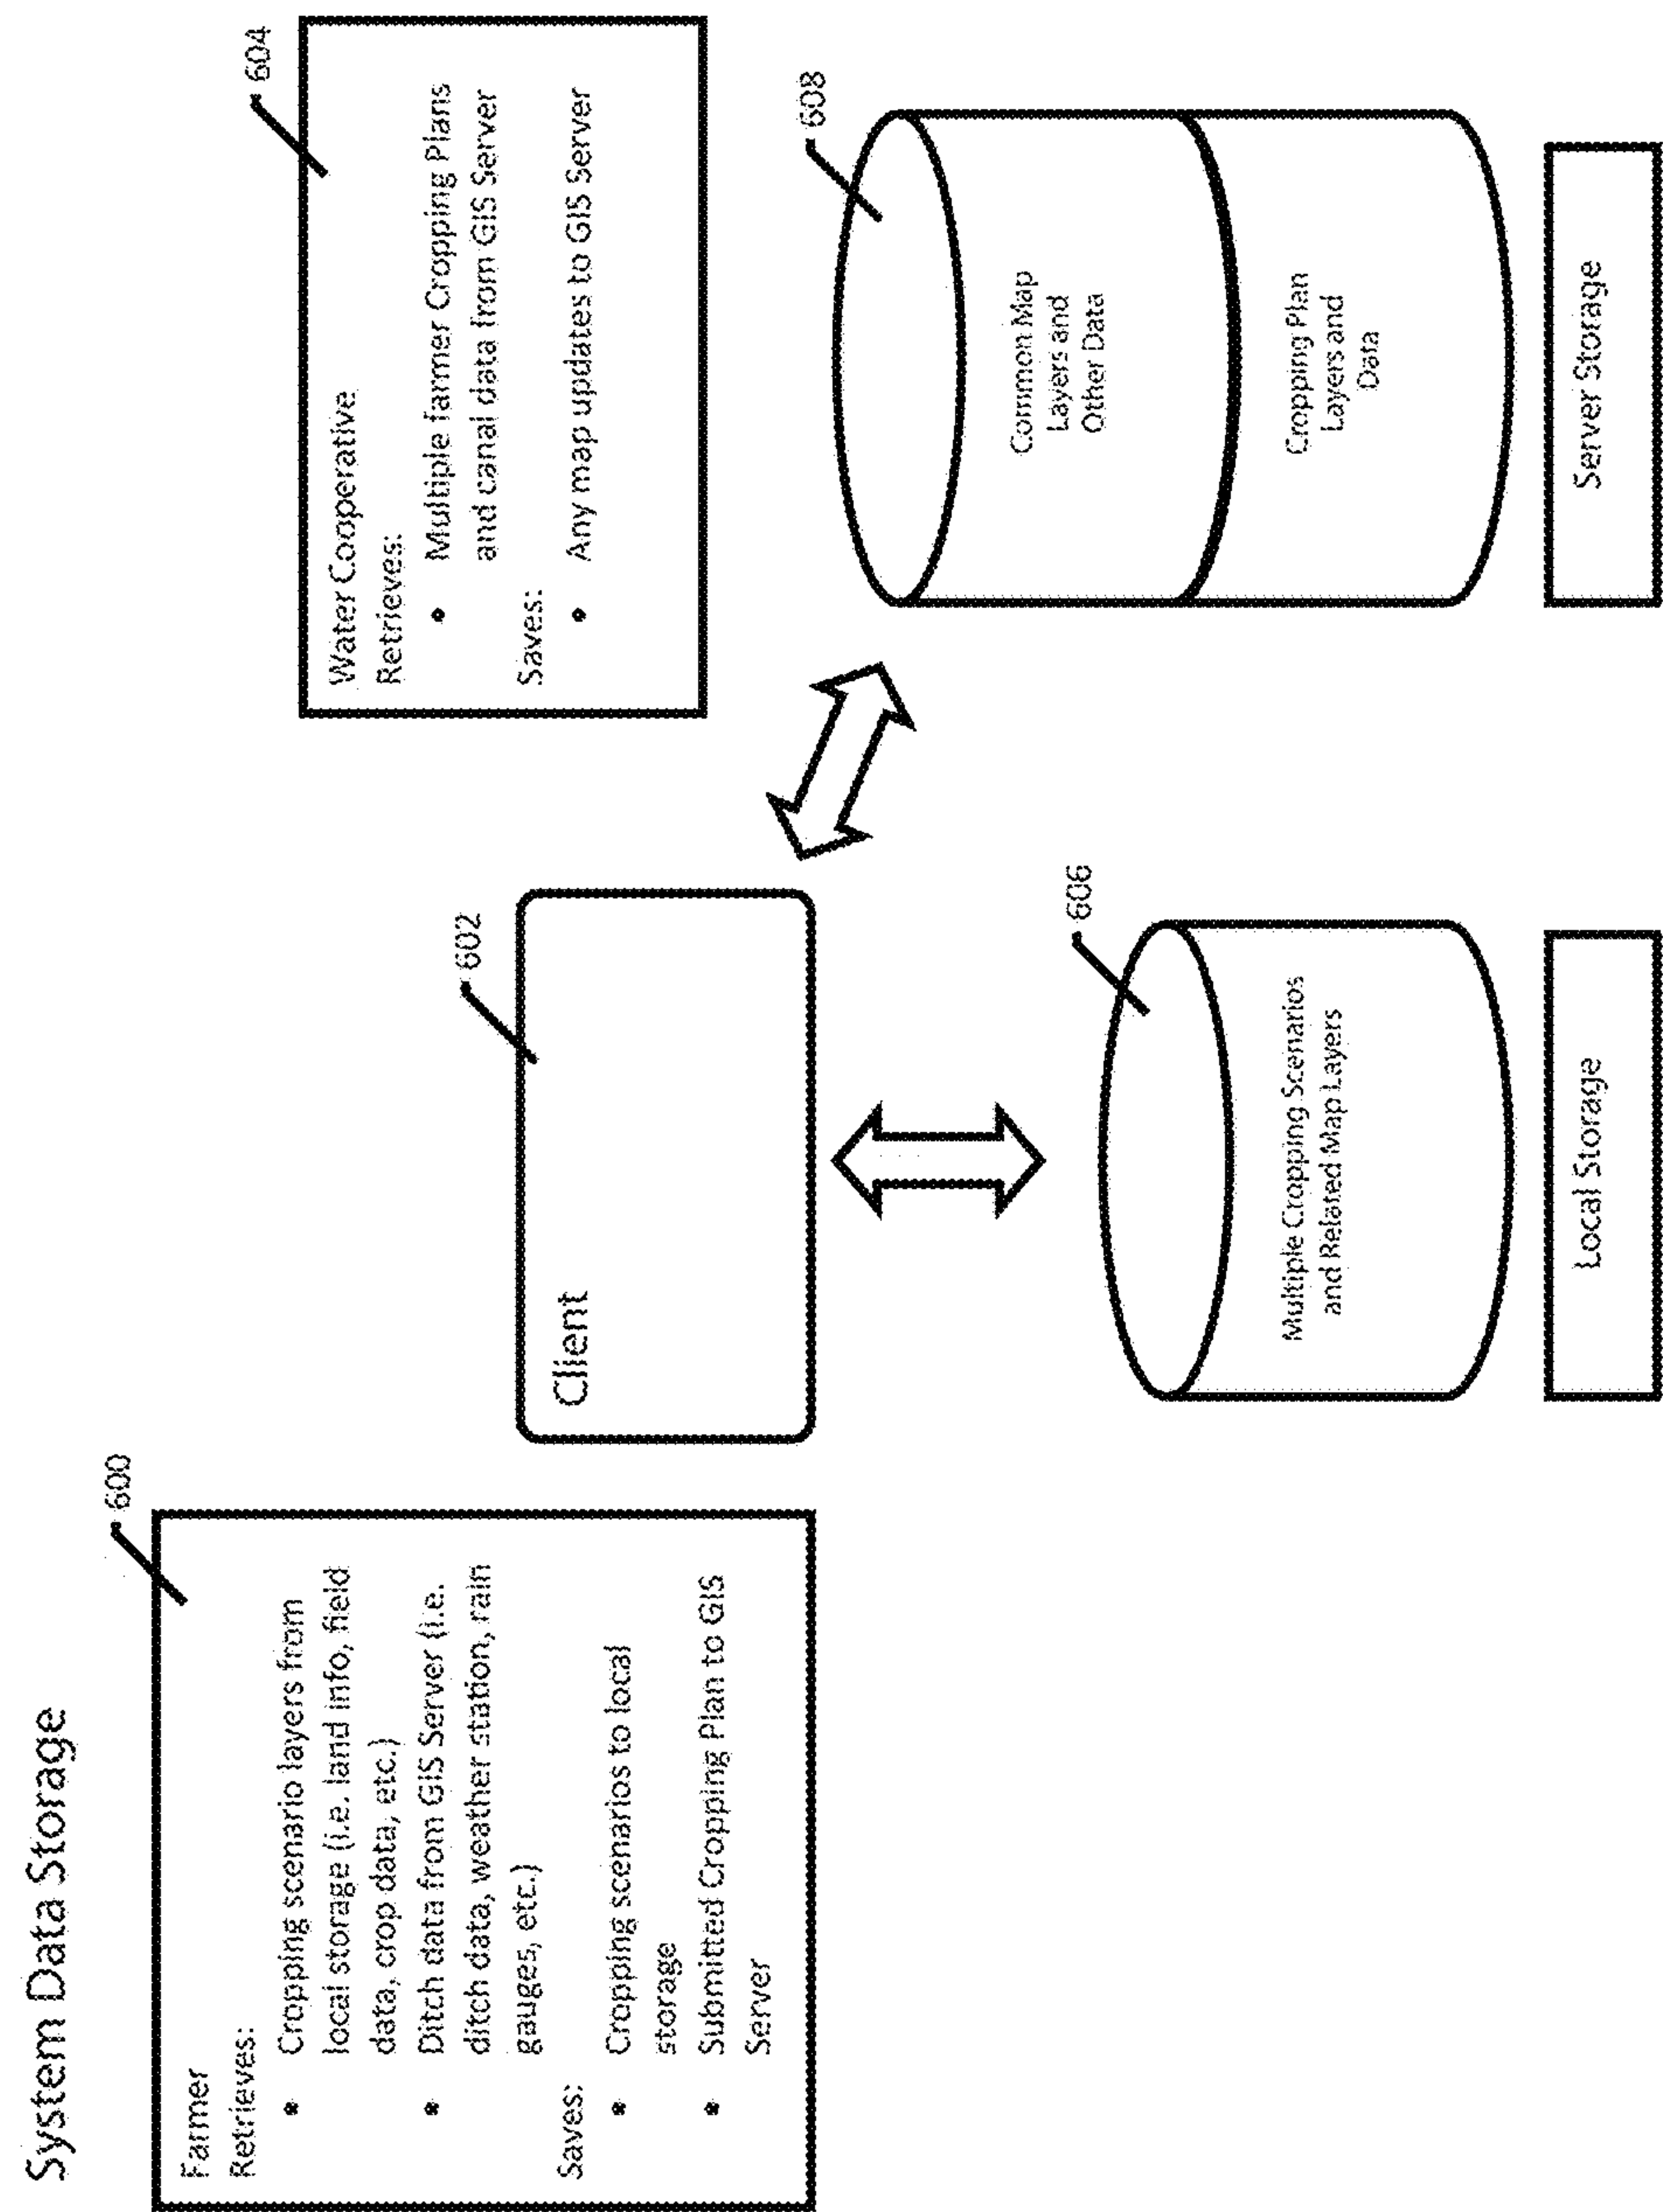 System Data Storage
600
Farmer
Retrieves:
• Cropping scenario layers from
local storage (i.e. land info, field
data, crop data, etc.)
• Ditch data from GIS Server (i.e.
ditch data, weather station, rain
gauges, etc.)
Saves:
• Cropping scenarios to local
storage
• Submitted Cropping Plan to GIS
Server
602
Client
604
Water Cooperative
Retrieves:
• Multiple farmer Cropping Plans
and canal data from GIS Server
Saves:
• Any map updates to GIS Server
606
Multiple Cropping Scenarios
and Related Map Layers
Local Storage
608
Common Map
Layers and
Other Data
Cropping Plan
Layers and
Data
Server Storage